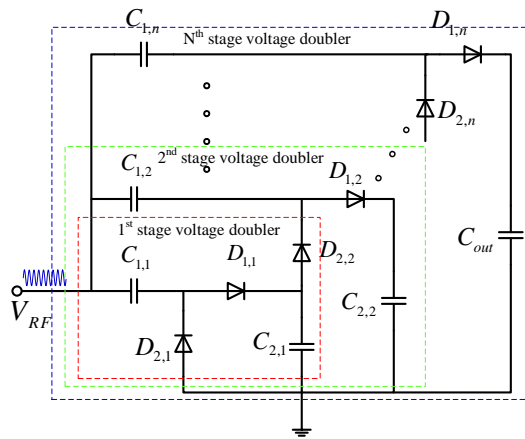 C1,n
Nth stage voltage doubler
D1,n
D2,n
2nd stage voltage doubler
C1,2
D1,2
1st stage voltage doubler
C1,1
D1,1
D2,2
Cout
VRF
D2,1
C2,1
C2,2